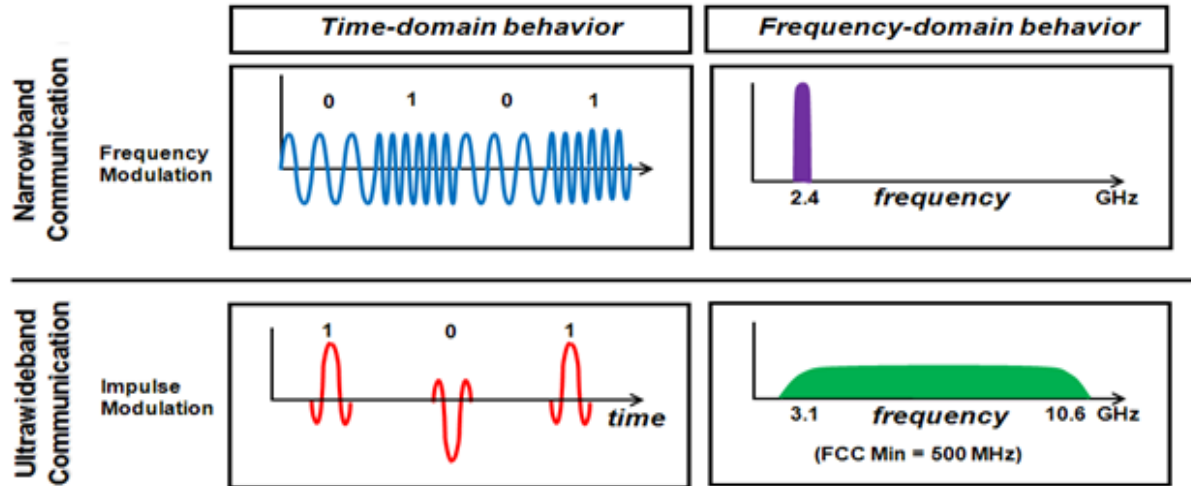 Time-domain behavior
Frequency-domain behavior
Narrowband
Communication
Frequency
Modulation
0 1 0 1
2.4 frequency GHz
Ultrawideband
Communication
Impulse
Modulation
1 0 1
time
3.1 frequency 10.6 GHz
(FCC Min = 500 MHz)